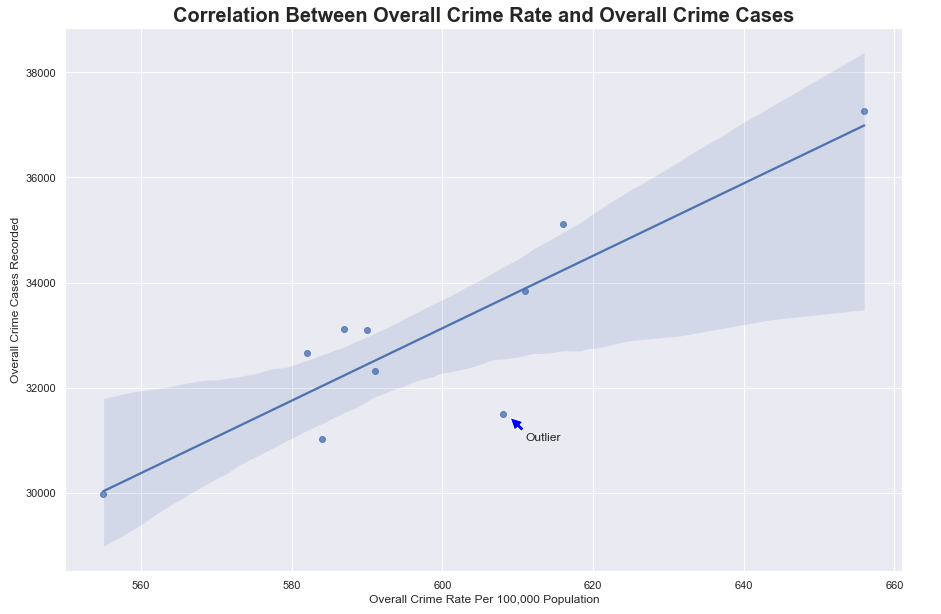 Correlation Between Overall Crime Rate and Overall Crime Cases
38000
36000
34000
32000
30000
Overall Crime Cases Recorded
Outlier
560
580
600
620
640
660
Overall Crime Rate Per 100,000 Population